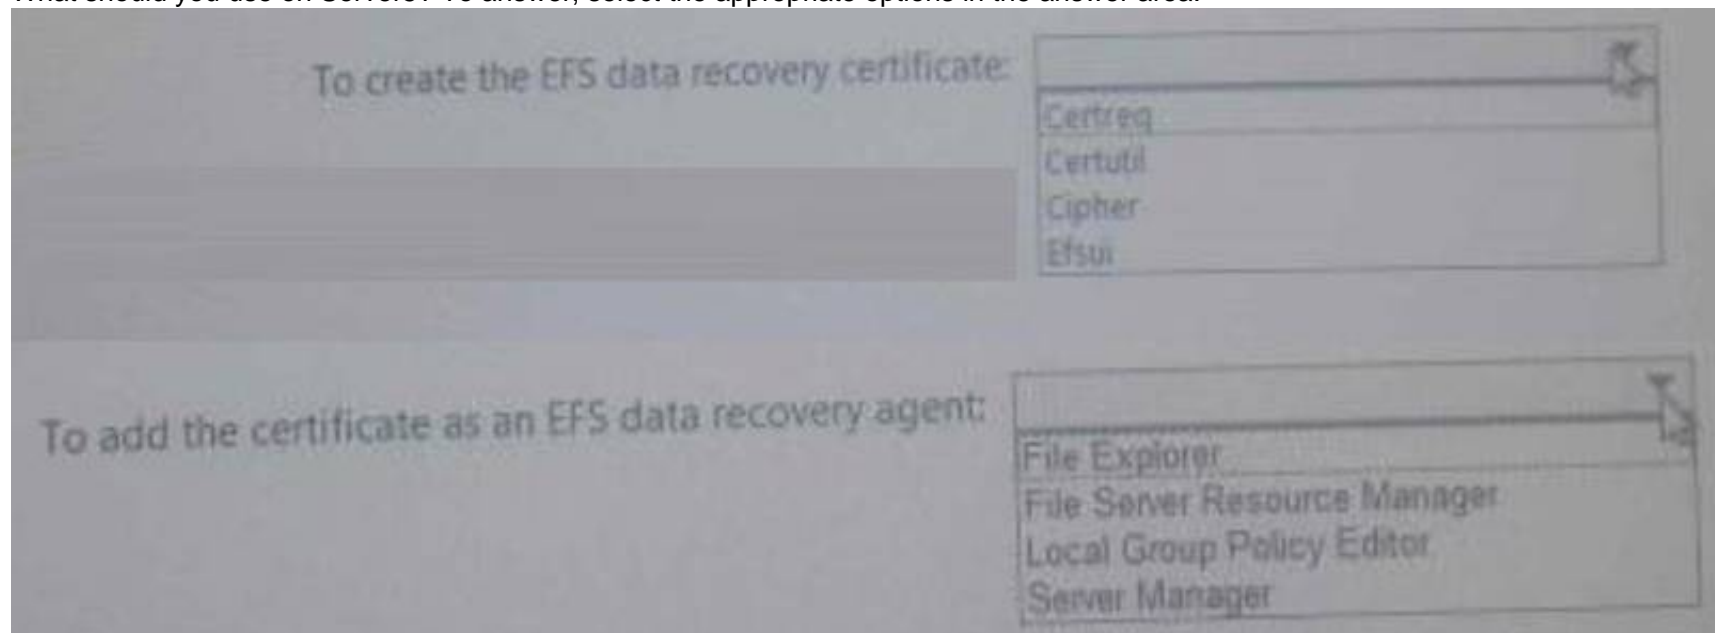 To create the EFS data recovery certificate:
Certreq
Certutil
Cipher
Efsui
To add the certificate as an EFS data recovery agent:
File Explorer
File Server Resource Manager
Local Group Policy Editor
Server Manager